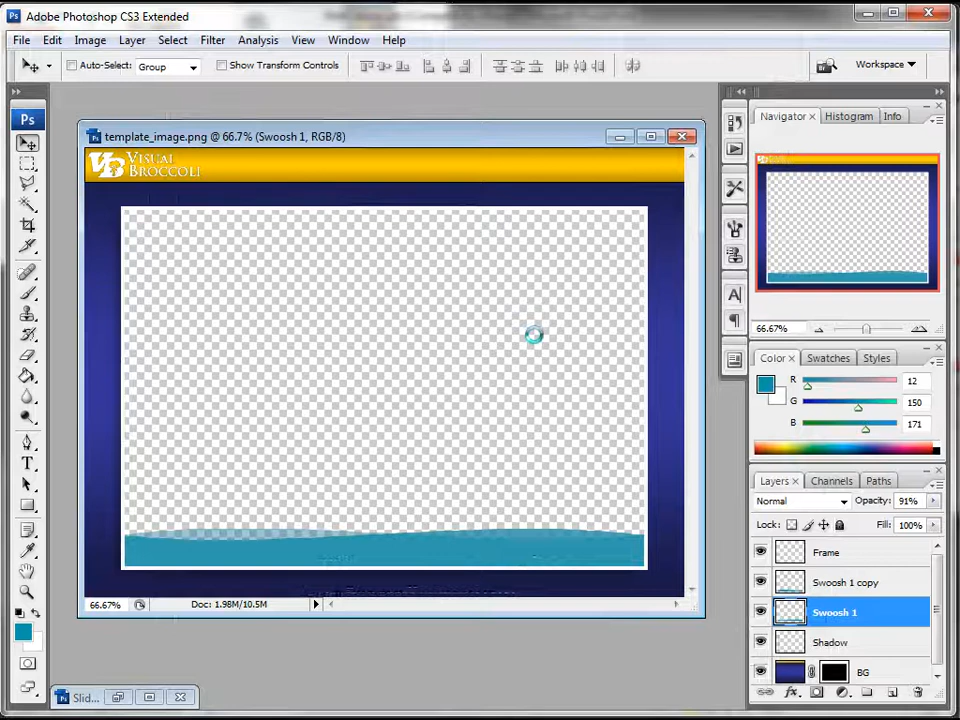 Adobe Photoshop CS3 Extended
File Edit Image Layer Select Filter Analysis View Window Help
Auto-Select: Group Show Transform Controls Workspace
Ps
Navigator × Histogram Info
template_image.png @ 66.7% (Swoosh 1, RGB/8)
VB VISUAL BROCCOLI
66.67%
Color × Swatches Styles
R 12
G 150
B 171
Layers × Channels Paths
Normal Opacity: 91%
Lock: Fill: 100%
Frame
Swoosh 1 copy
Swoosh 1
Shadow
BG
66.67% Doc: 1.98M/10.5M
Slid...